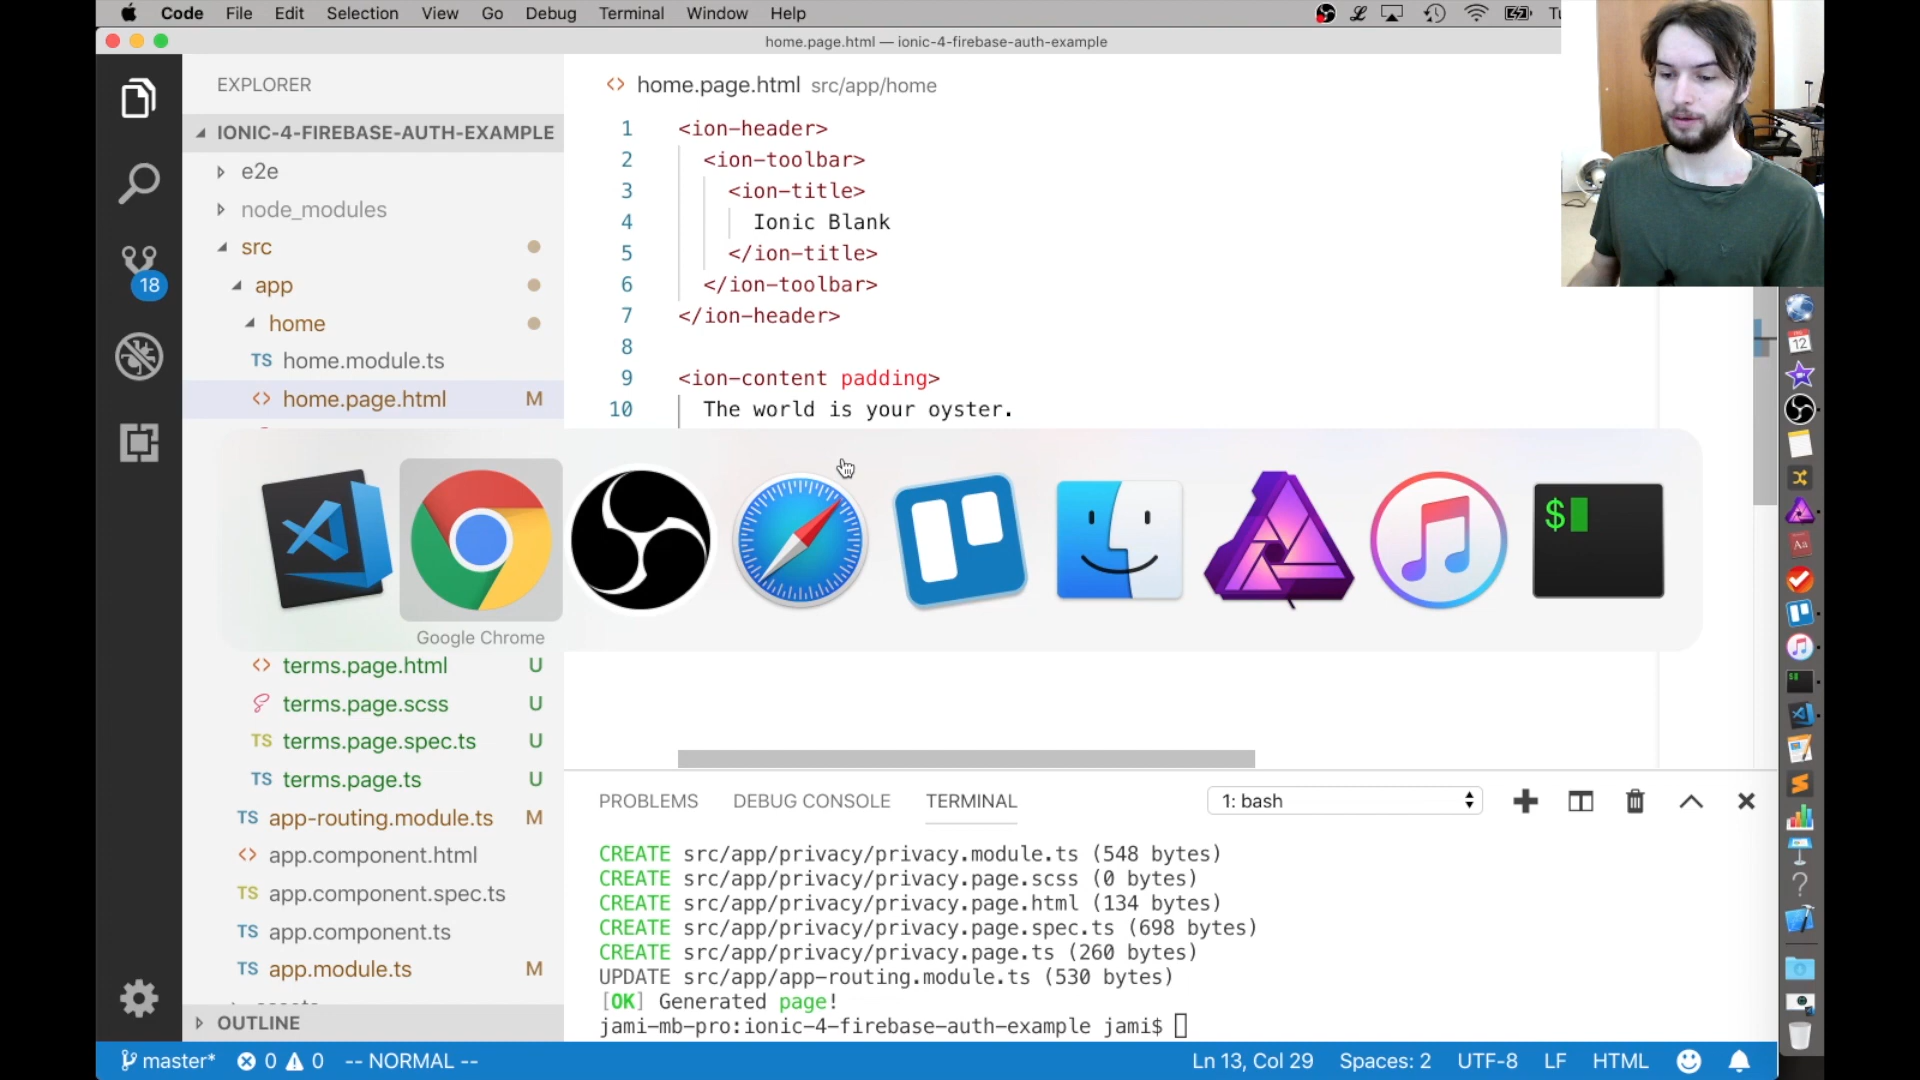 Code File Edit Selection View Go Debug Terminal Window Help
home.page.html — ionic-4-firebase-auth-example
EXPLORER
IONIC-4-FIREBASE-AUTH-EXAMPLE
e2e
node_modules
src
app
home
TS home.module.ts
<> home.page.html M
18
<> home.page.html src/app/home
1 <ion-header>
2 <ion-toolbar>
3 <ion-title>
4 Ionic Blank
5 </ion-title>
6 </ion-toolbar>
7 </ion-header>
8
9 <ion-content padding>
10 The world is your oyster.
12
$
Google Chrome
<> terms.page.html U
terms.page.scss U
TS terms.page.spec.ts U
TS terms.page.ts U
TS app-routing.module.ts M
<> app.component.html
TS app.component.spec.ts
TS app.component.ts
TS app.module.ts M
OUTLINE
PROBLEMS DEBUG CONSOLE TERMINAL 1: bash
CREATE src/app/privacy/privacy.module.ts (548 bytes)
CREATE src/app/privacy/privacy.page.scss (0 bytes)
CREATE src/app/privacy/privacy.page.html (134 bytes)
CREATE src/app/privacy/privacy.page.spec.ts (698 bytes)
CREATE src/app/privacy/privacy.page.ts (260 bytes)
UPDATE src/app/app-routing.module.ts (530 bytes)
[OK] Generated page!
jami-mb-pro:ionic-4-firebase-auth-example jami$
master* 0 0 -- NORMAL -- Ln 13, Col 29 Spaces: 2 UTF-8 LF HTML